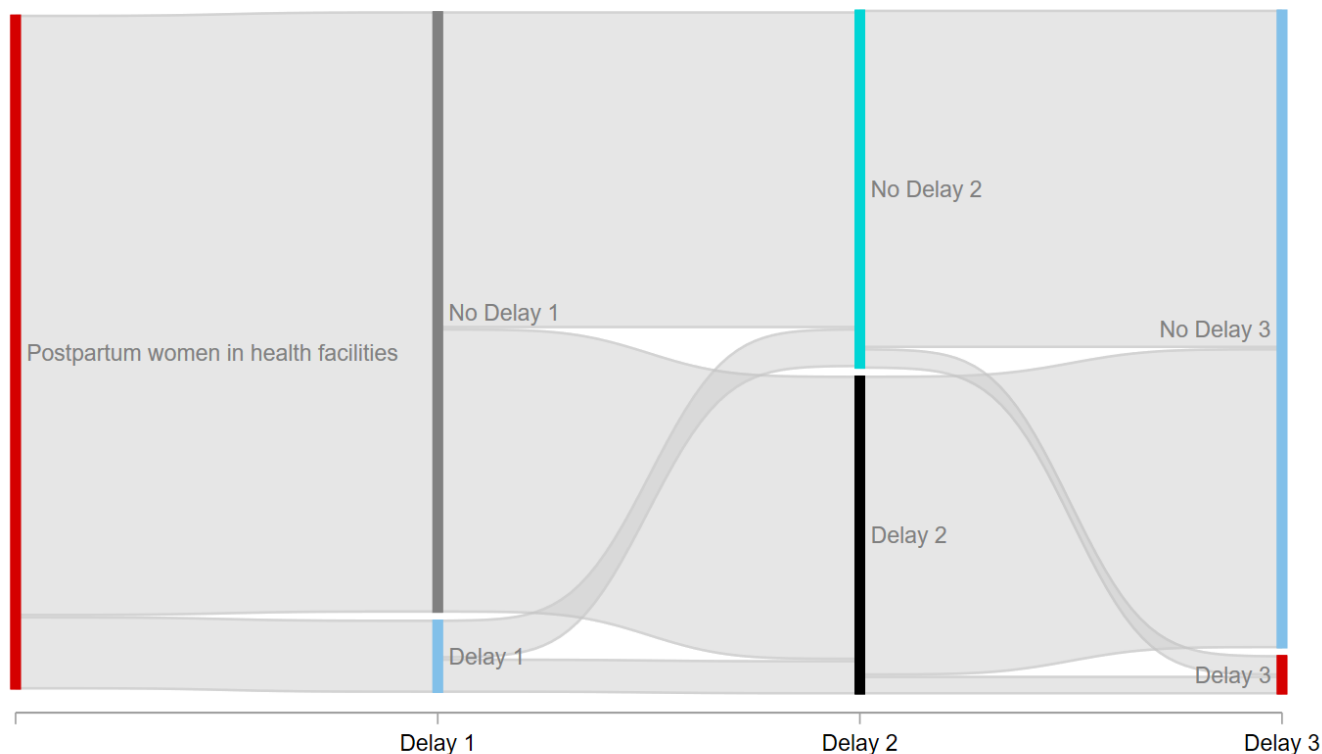 No Delay 2
No Delay 1
No Delay 3
Postpartum women in health facilities
Delay 2
Delay 1
Delay 3
Delay 1
Delay 2
Delay 3